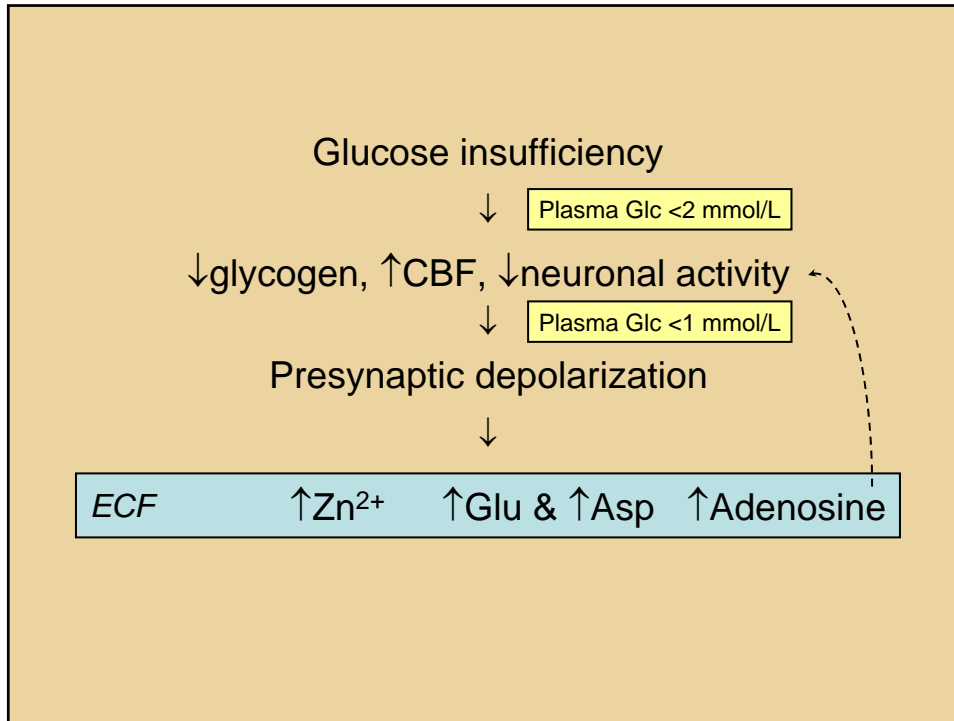 Glucose insufficiency
↓ Plasma Glc <2 mmol/L
↓glycogen, ↑CBF, ↓neuronal activity
↓ Plasma Glc <1 mmol/L
Presynaptic depolarization
↓
ECF ↑Zn²⁺ ↑Glu & ↑Asp ↑Adenosine